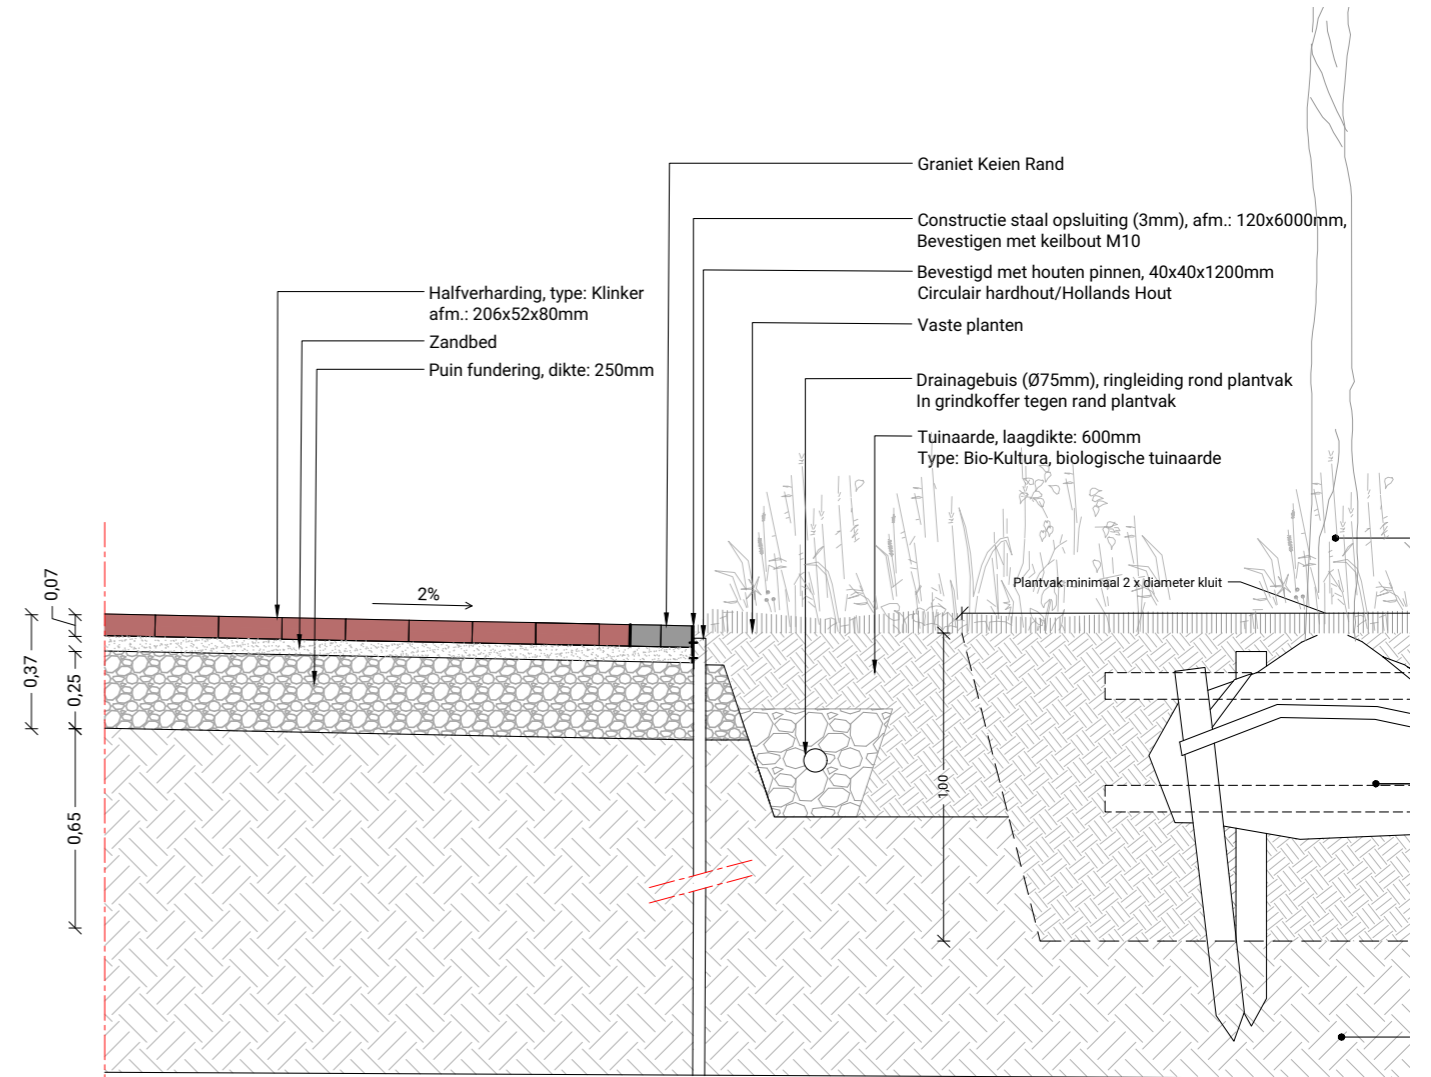 Graniet Keien Rand
Constructie staal opsluiting (3mm), afm.: 120x6000mm,
Bevestigen met keilbout M10
Bevestigd met houten pinnen, 40x40x1200mm
Circulair hardhout/Hollands Hout
Halfverharding, type: Klinker
afm.: 206x52x80mm
Vaste planten
Zandbed
Puin fundering, dikte: 250mm
Drainagebuis (Ø75mm), ringleiding rond plantvak
In grindkoffer tegen rand plantvak
Tuinaarde, laagdikte: 600mm
Type: Bio-Kultura, biologische tuinaarde
Plantvak minimaal 2 x diameter kluit
2%
0,07
0,37
0,25
0,65
1,00